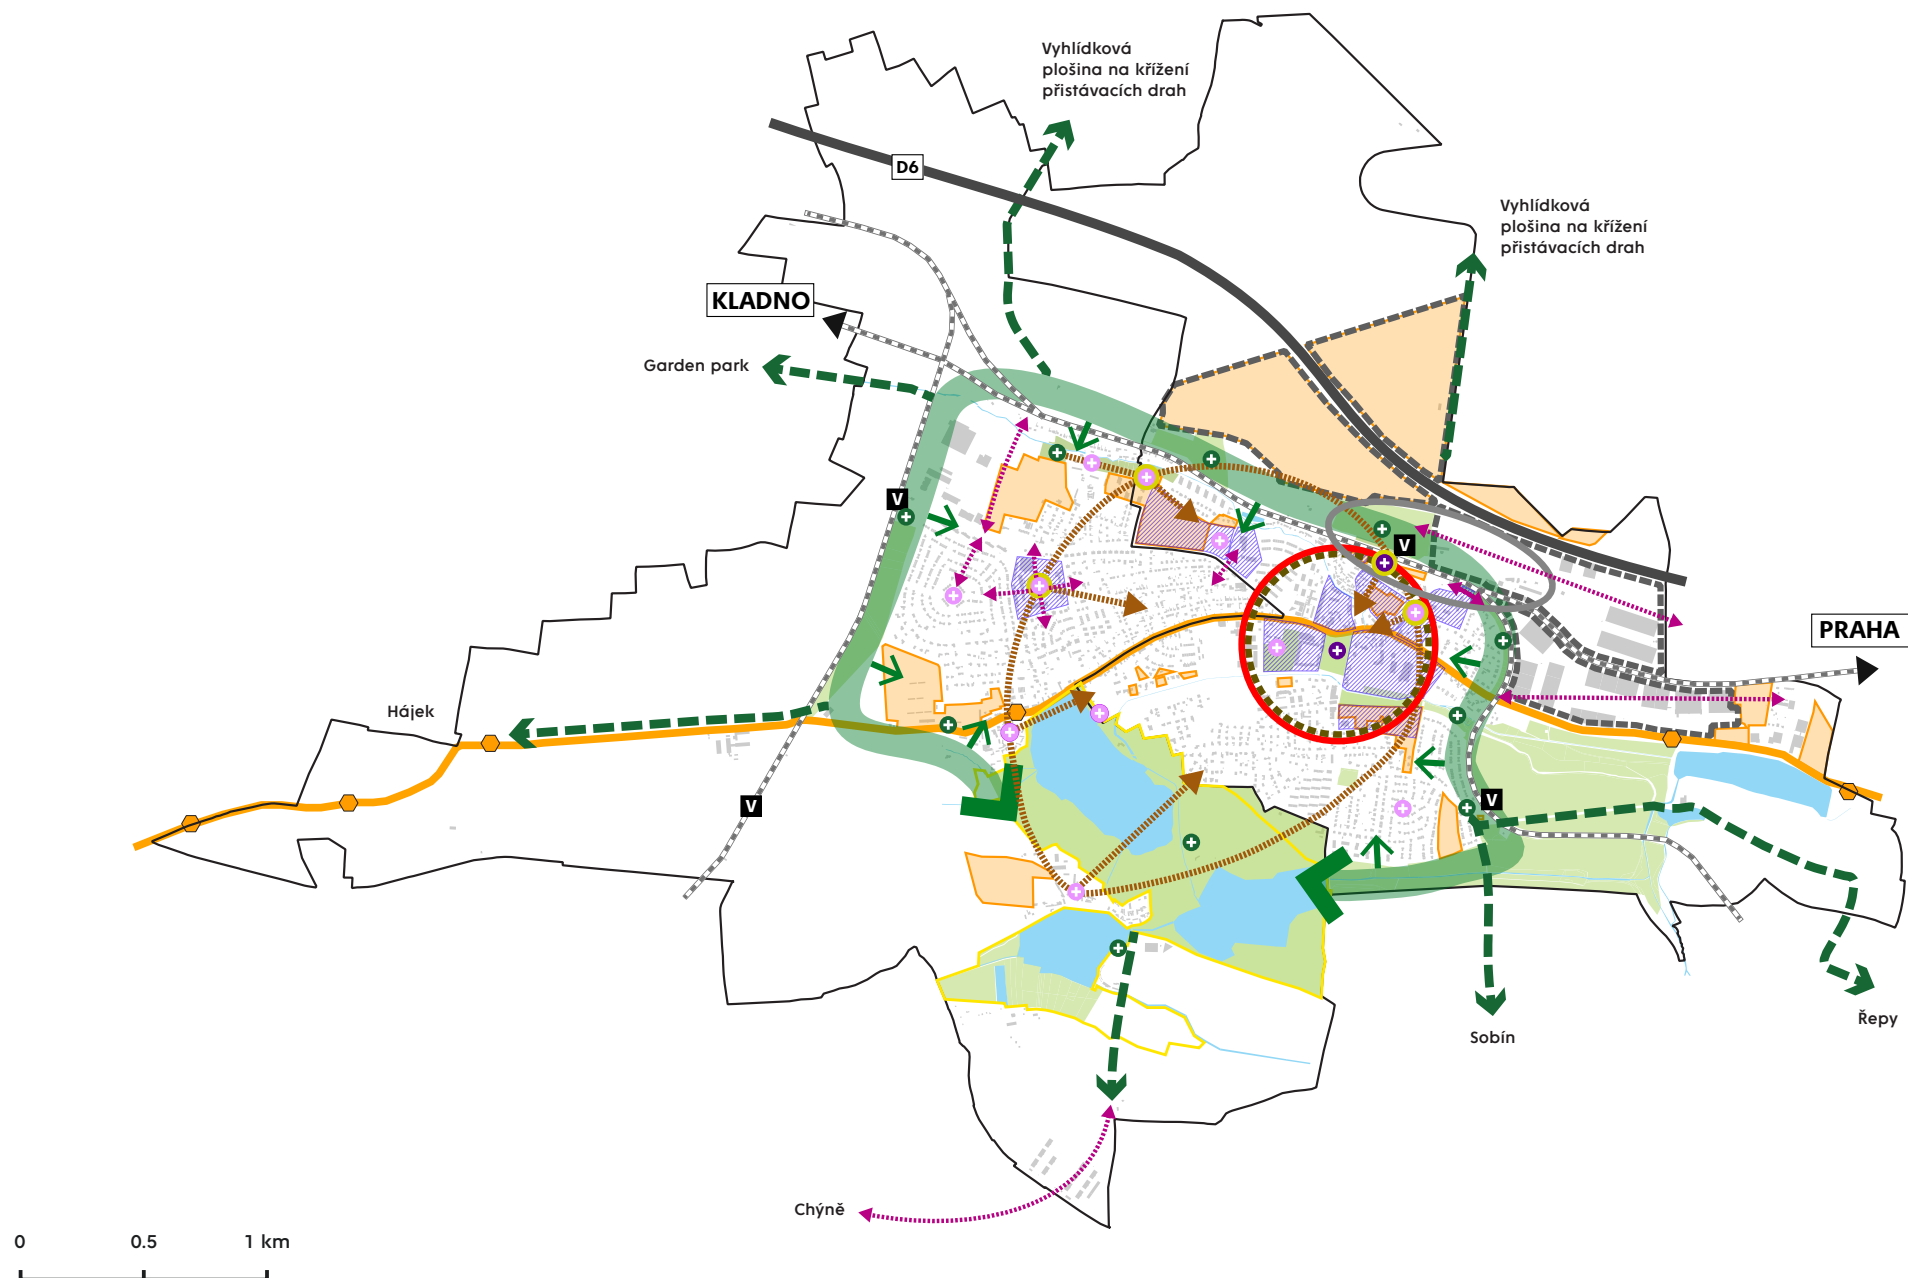 Vyhlídková
plošina na křížení
přistávacích drah
D6
Vyhlídková
plošina na křížení
přistávacích drah
KLADNO
Garden park
V
V
PRAHA
Hájek
V
V
Řepy
Sobín
Chýně
0 0.5 1 km